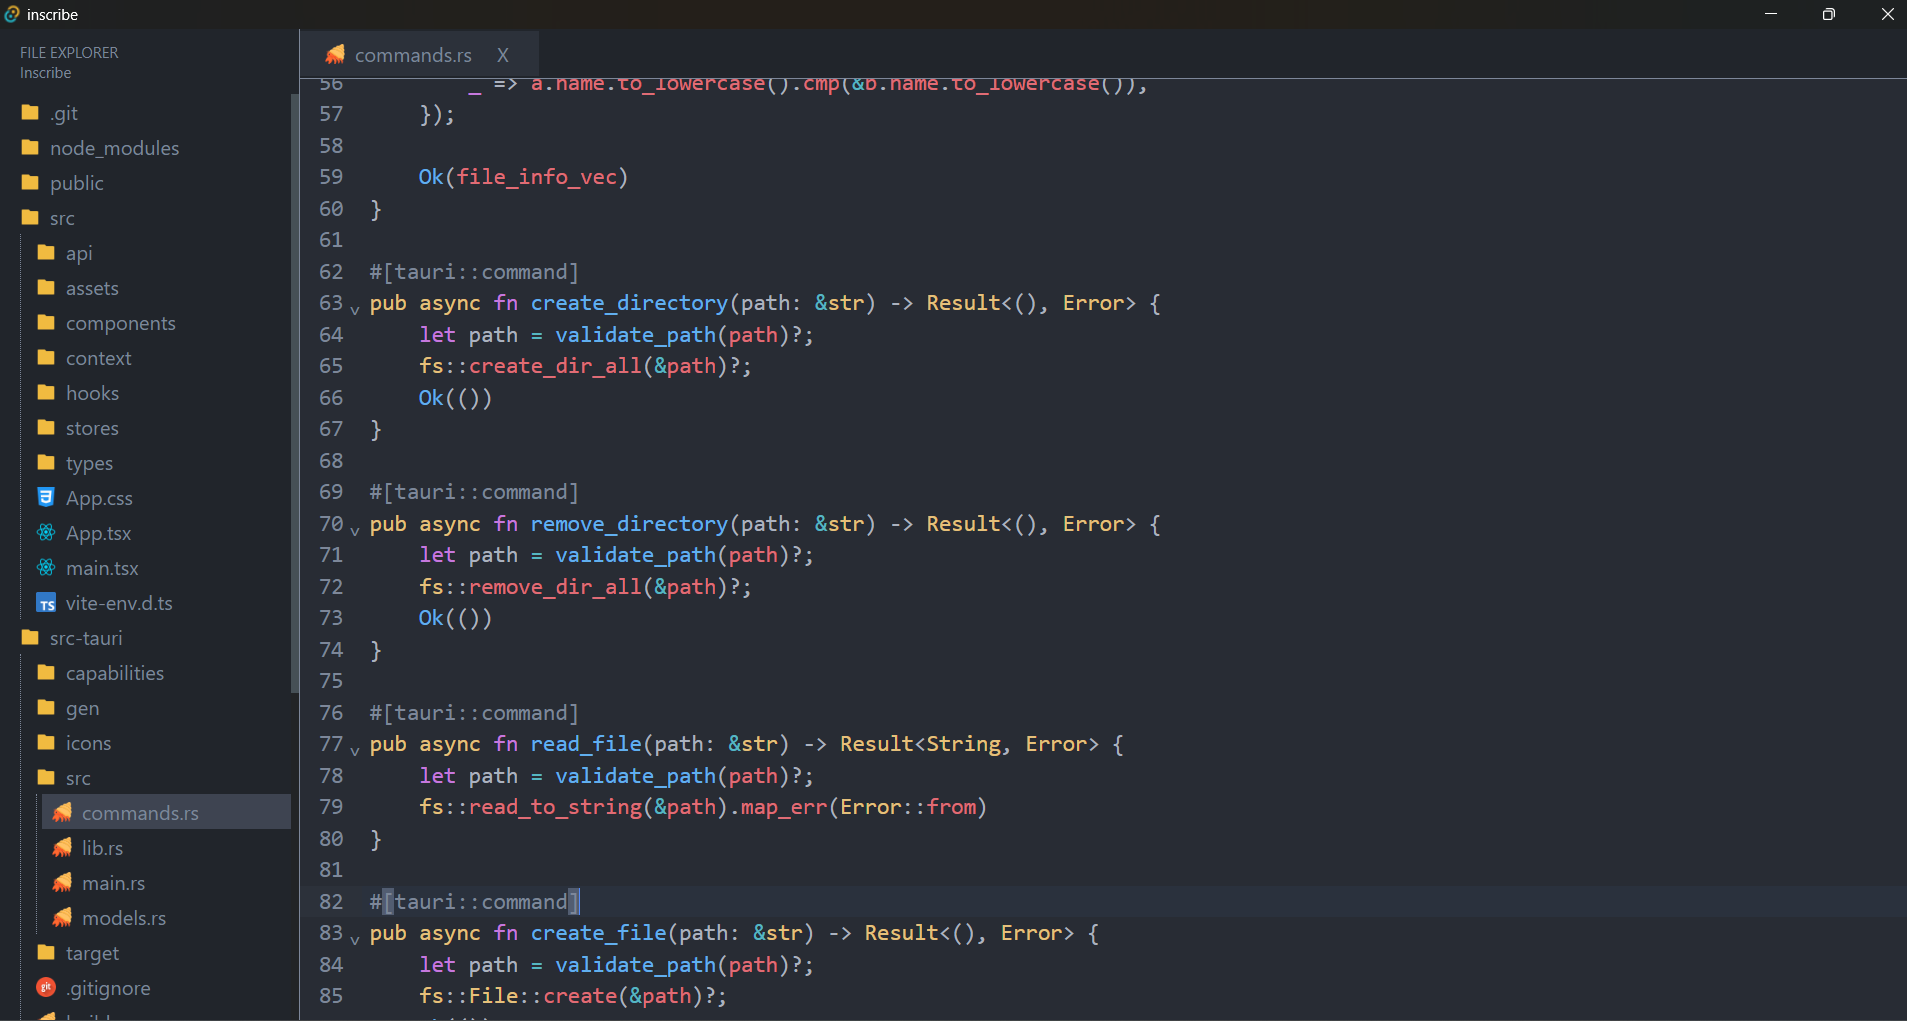 inscribe
FILE EXPLORER
Inscribe
.git
node_modules
public
src
api
assets
components
context
hooks
stores
types
App.css
App.tsx
main.tsx
TS vite-env.d.ts
src-tauri
capabilities
gen
icons
src
commands.rs
lib.rs
main.rs
models.rs
target
git .gitignore
commands.rs X
56 _ => a.name.to_lowercase().cmp(&b.name.to_lowercase()),
57 });
58
59 Ok(file_info_vec)
60 }
61
62 #[tauri::command]
63 pub async fn create_directory(path: &str) -> Result<(), Error> {
64 let path = validate_path(path)?;
65 fs::create_dir_all(&path)?;
66 Ok(())
67 }
68
69 #[tauri::command]
70 pub async fn remove_directory(path: &str) -> Result<(), Error> {
71 let path = validate_path(path)?;
72 fs::remove_dir_all(&path)?;
73 Ok(())
74 }
75
76 #[tauri::command]
77 pub async fn read_file(path: &str) -> Result<String, Error> {
78 let path = validate_path(path)?;
79 fs::read_to_string(&path).map_err(Error::from)
80 }
81
82 #[tauri::command]
83 pub async fn create_file(path: &str) -> Result<(), Error> {
84 let path = validate_path(path)?;
85 fs::File::create(&path)?;